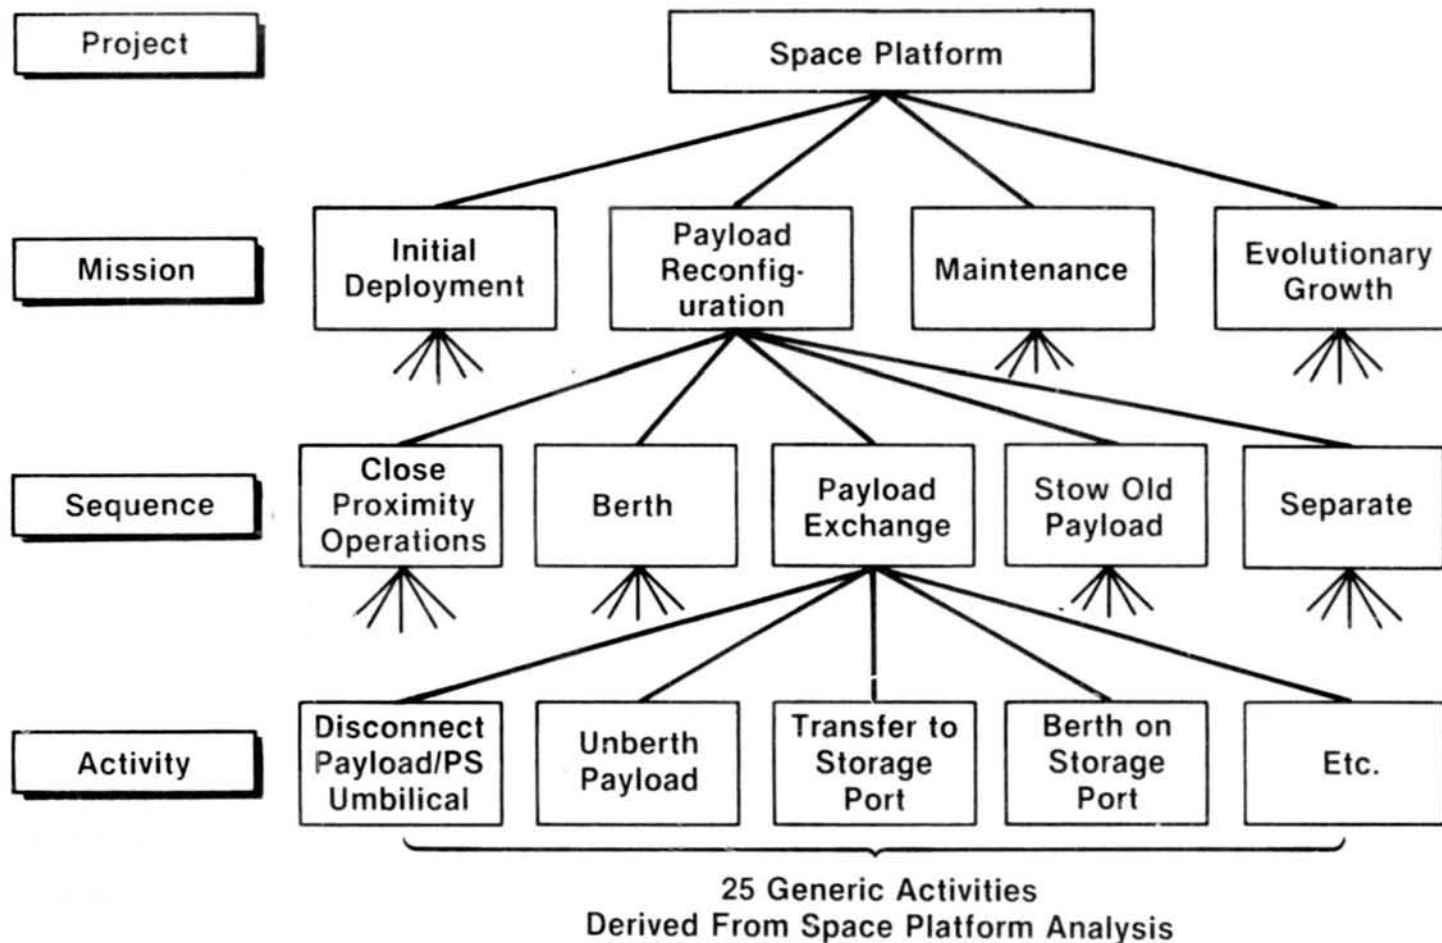 Project
Space Platform
Mission
Initial
Deployment
Payload
Reconfig-
uration
Maintenance
Evolutionary
Growth
Sequence
Close
Proximity
Operations
Berth
Payload
Exchange
Stow Old
Payload
Separate
Activity
Disconnect
Payload/PS
Umbilical
Unberth
Payload
Transfer to
Storage
Port
Berth on
Storage
Port
Etc.
25 Generic Activities
Derived From Space Platform Analysis